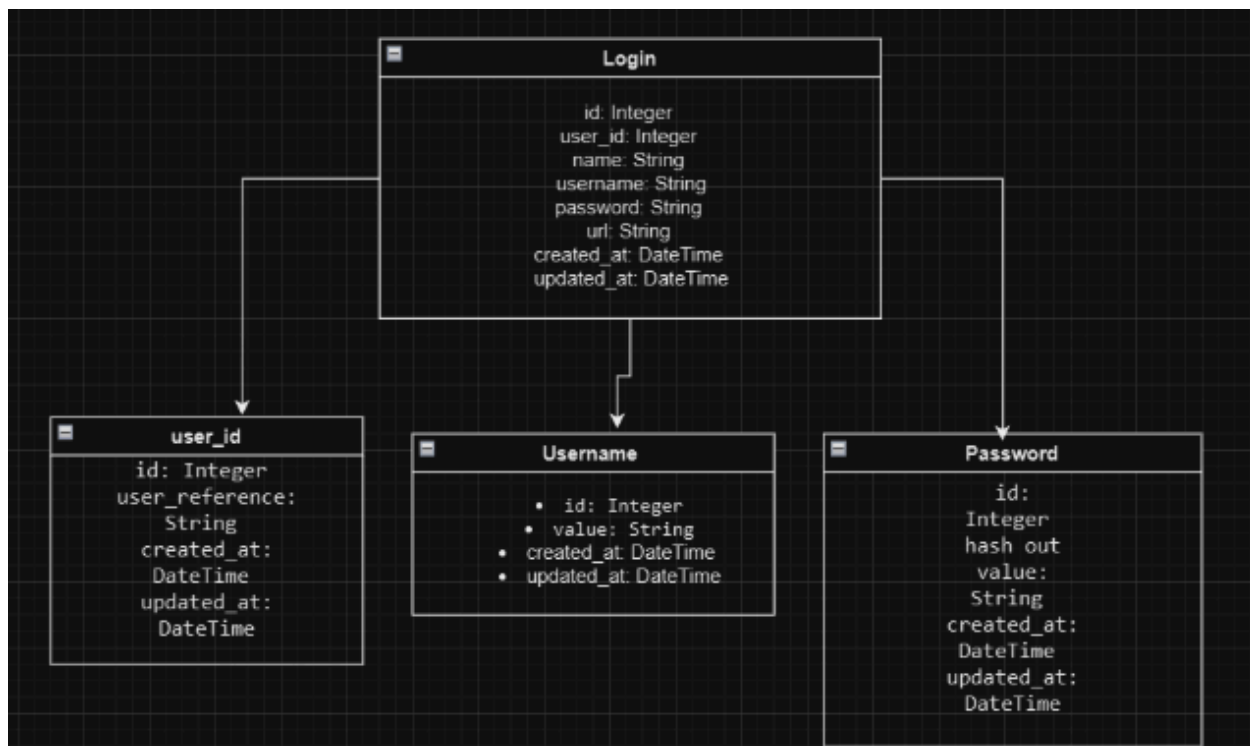 Login
id: Integer
user_id: Integer
name: String
username: String
password: String
url: String
created_at: DateTime
updated_at: DateTime
user_id
id: Integer
user_reference:
String
created_at:
DateTime
updated_at:
DateTime
Username
• id: Integer
• value: String
• created_at: DateTime
• updated_at: DateTime
Password
id:
Integer
hash out
value:
String
created_at:
DateTime
updated_at:
DateTime